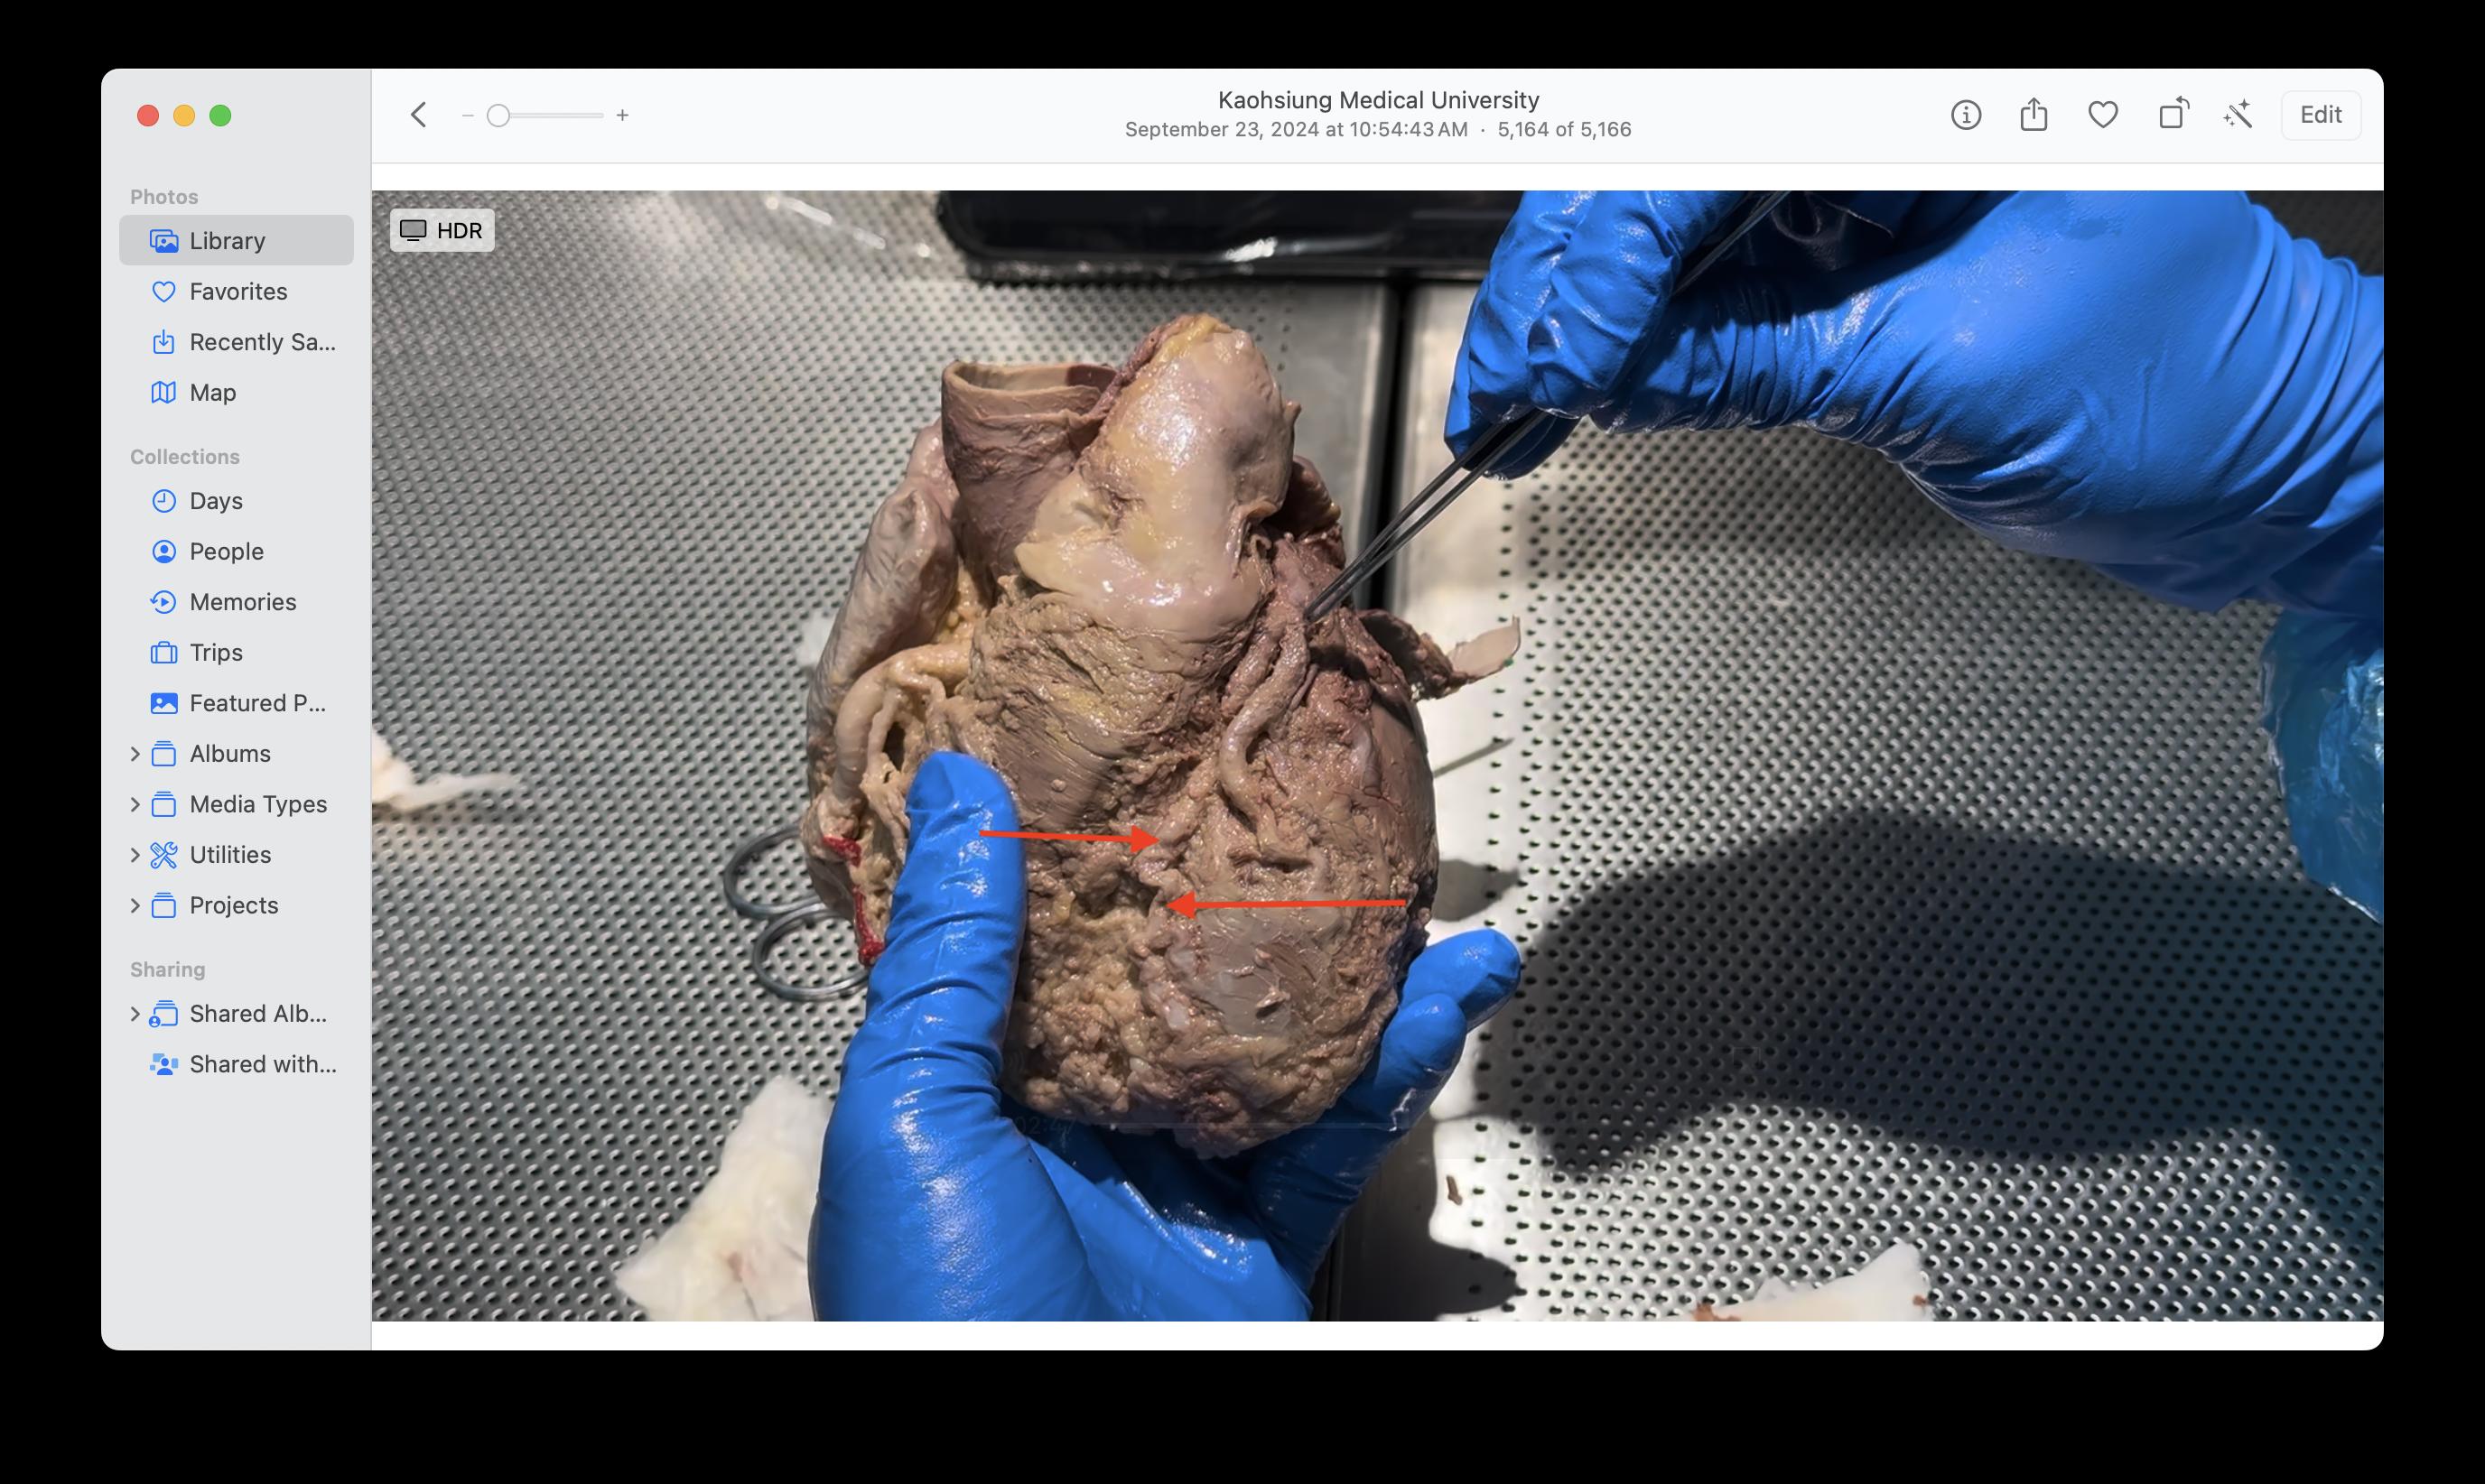 Kaohsiung Medical University
September 23, 2024 at 10:54:43 AM · 5,164 of 5,166
Edit
Photos
Library
Favorites
Recently Sa...
Map
Collections
Days
People
Memories
Trips
Featured P...
Albums
Media Types
Utilities
Projects
Sharing
Shared Alb...
Shared with...
HDR